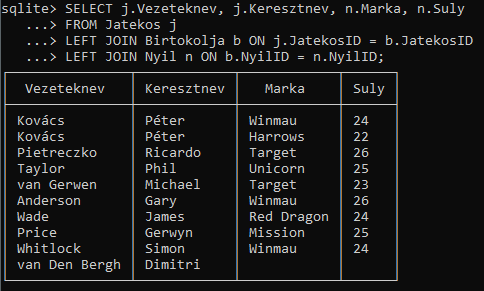 sqlite> SELECT j.Vezeteknev, j.Keresztnev, n.Marka, n.Suly
...> FROM Jatekos j
...> LEFT JOIN Birtokolja b ON j.JatekosID = b.JatekosID
...> LEFT JOIN Nyil n ON b.NyilID = n.NyilID;
Vezeteknev Keresztnev Marka Suly
Kovács Péter Winmau 24
Kovács Péter Harrows 22
Pietreczko Ricardo Target 26
Taylor Phil Unicorn 25
van Gerwen Michael Target 23
Anderson Gary Winmau 26
Wade James Red Dragon 24
Price Gerwyn Mission 25
Whitlock Simon Winmau 24
van Den Bergh Dimitri